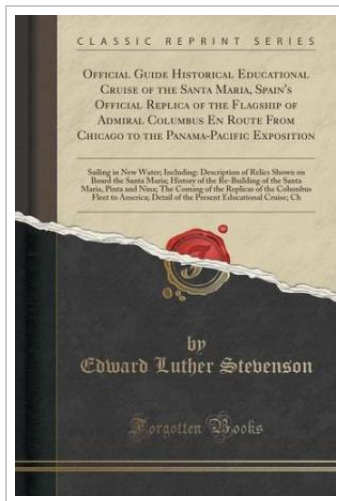 CLASSIC REPRINT SERIES
OFFICIAL GUIDE HISTORICAL EDUCATIONAL
CRUISE OF THE SANTA MARIA, SPAIN'S
OFFICIAL REPLICA OF THE FLAGSHIP OF
ADMIRAL COLUMBUS EN ROUTE FROM
CHICAGO TO THE PANAMA-PACIFIC EXPOSITION
Sailing in New Water; Including: Description of Relics Shown on
Board the Santa Maria; History of the Re-Building of the Santa
Maria, Pinta and Nina; The Coming of the Replicas of the Columbus
Fleet to America; Detail of the Present Educational Cruise; Ch
by
Edward Luther Stevenson
Forgotten Books